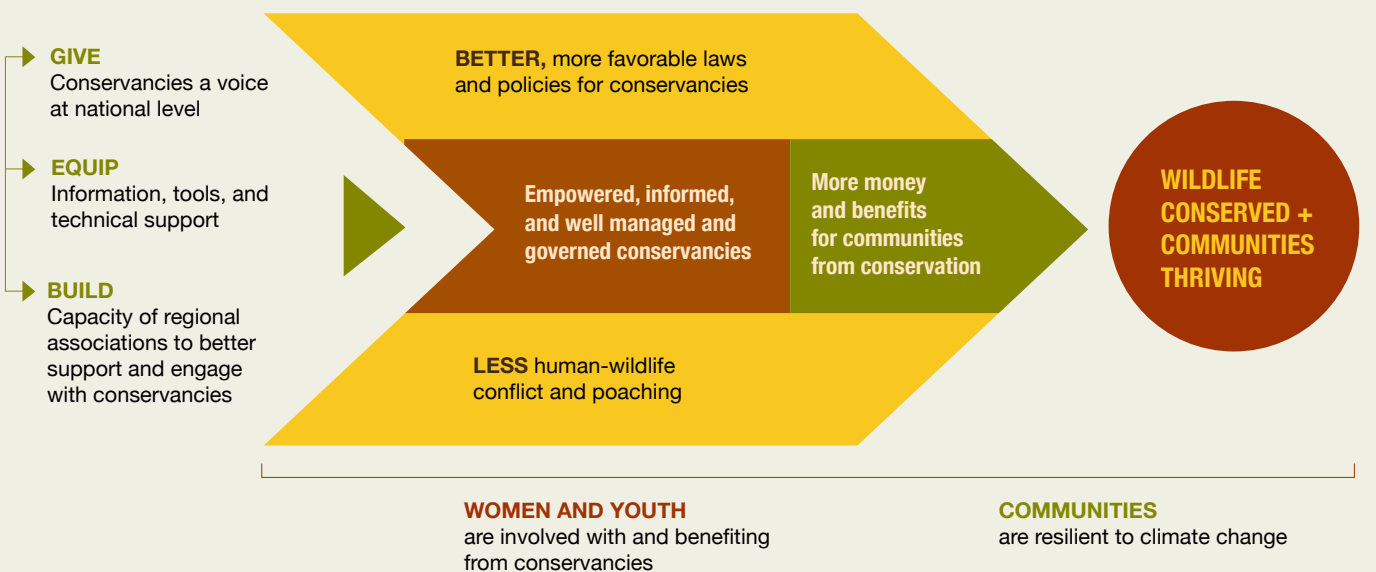 GIVE
Conservancies a voice
at national level
EQUIP
Information, tools, and
technical support
BUILD
Capacity of regional
associations to better
support and engage
with conservancies
BETTER, more favorable laws
and policies for conservancies
Empowered, informed,
and well managed and
governed conservancies
More money
and benefits
for communities
from conservation
LESS human-wildlife
conflict and poaching
WILDLIFE
CONSERVED +
COMMUNITIES
THRIVING
WOMEN AND YOUTH
are involved with and benefiting
from conservancies
COMMUNITIES
are resilient to climate change